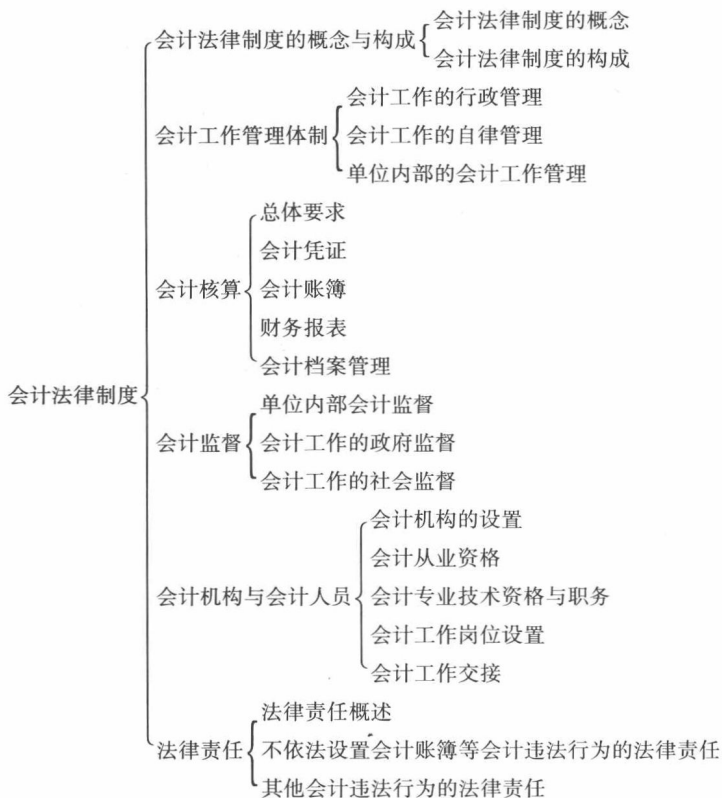 会计法律制度
会计法律制度的概念与构成
会计法律制度的概念
会计法律制度的构成
会计工作管理体制
会计工作的行政管理
会计工作的自律管理
单位内部的会计工作管理
会计核算
总体要求
会计凭证
会计账簿
财务报表
会计档案管理
会计监督
单位内部会计监督
会计工作的政府监督
会计工作的社会监督
会计机构与会计人员
会计机构的设置
会计从业资格
会计专业技术资格与职务
会计工作岗位设置
会计工作交接
法律责任
法律责任概述
不依法设置会计账簿等会计违法行为的法律责任
其他会计违法行为的法律责任